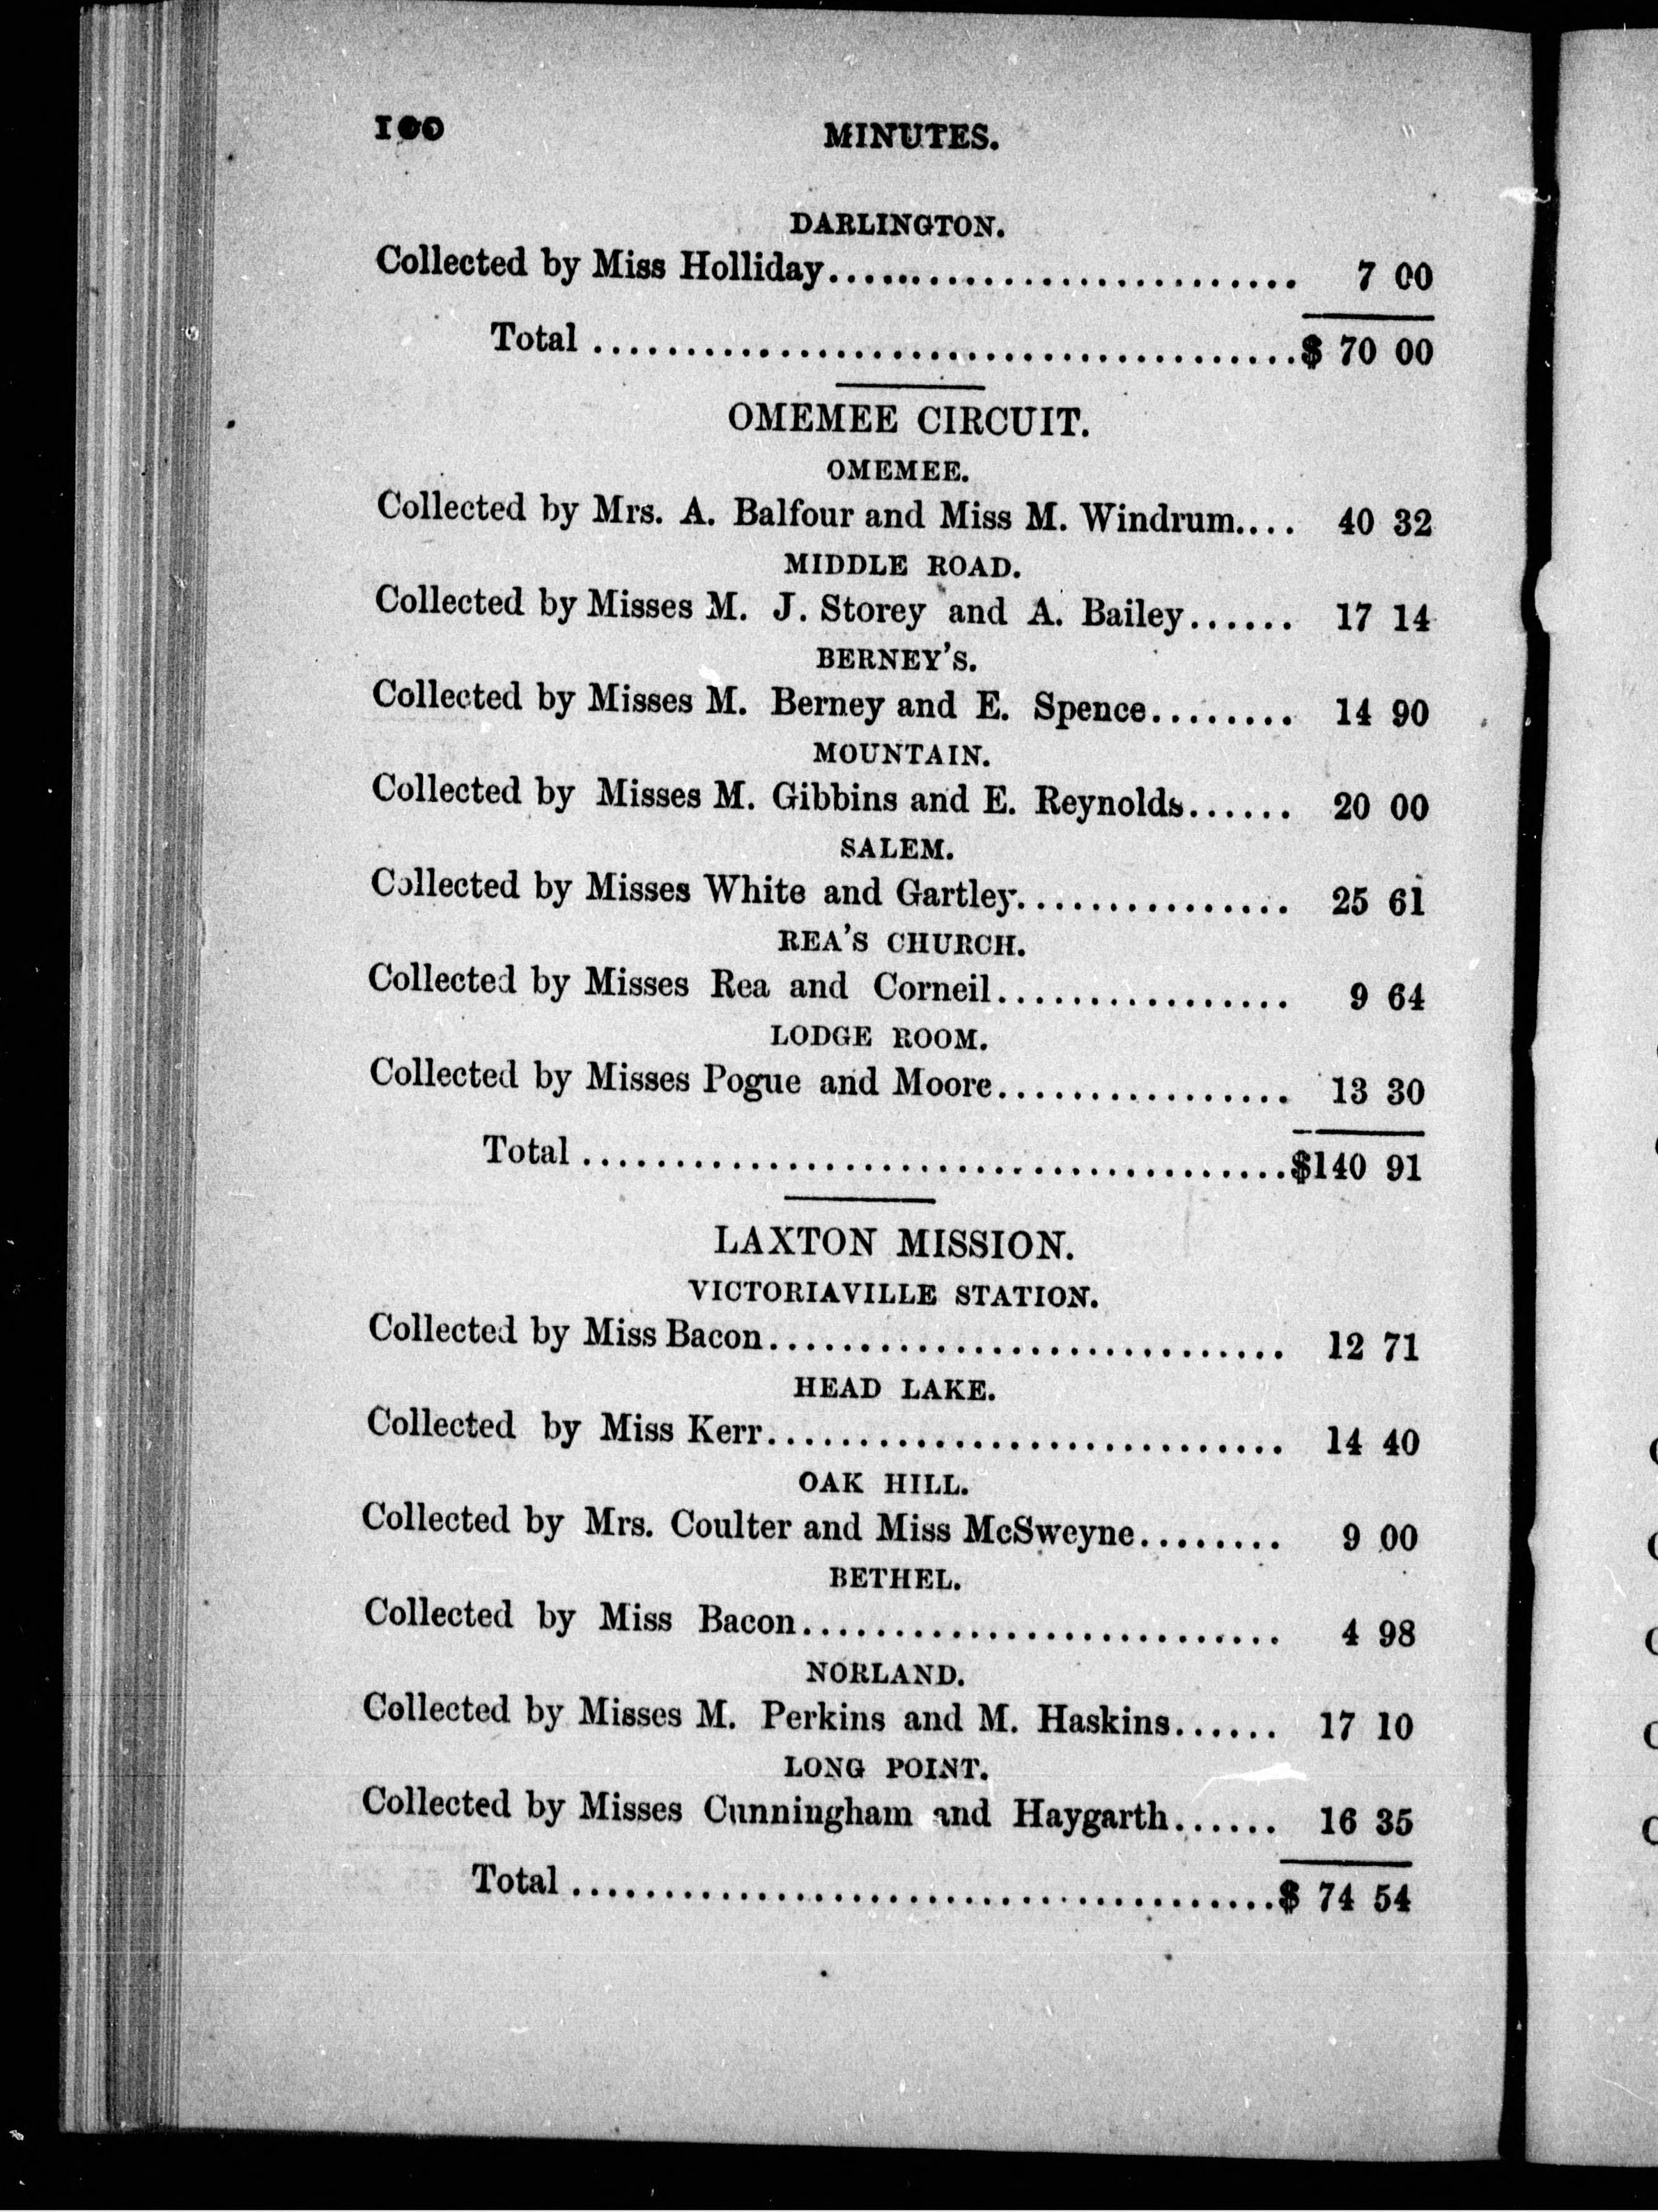 100 MINUTES.
DARLINGTON.
Collected by Miss Holliday.......................... 7 00
Total .......................................$ 70 00
OMEMEE CIRCUIT.
OMEMEE.
Collected by Mrs. A. Balfour and Miss M. Windrum.... 40 32
MIDDLE ROAD.
Collected by Misses M. J. Storey and A. Bailey...... 17 14
BERNEY'S.
Collected by Misses M. Berney and E. Spence........ 14 90
MOUNTAIN.
Collected by Misses M. Gibbins and E. Reynolds...... 20 00
SALEM.
Collected by Misses White and Gartley............... 25 61
REA'S CHURCH.
Collected by Misses Rea and Corneil................ 9 64
LODGE ROOM.
Collected by Misses Pogue and Moore................ 13 30
Total .......................................$140 91
LAXTON MISSION.
VICTORIAVILLE STATION.
Collected by Miss Bacon............................ 12 71
HEAD LAKE.
Collected by Miss Kerr............................ 14 40
OAK HILL.
Collected by Mrs. Coulter and Miss McSweyne........ 9 00
BETHEL.
Collected by Miss Bacon.......................... 4 98
NORLAND.
Collected by Misses M. Perkins and M. Haskins...... 17 10
LONG POINT.
Collected by Misses Cunningham and Haygarth...... 16 35
Total .......................................$ 74 54